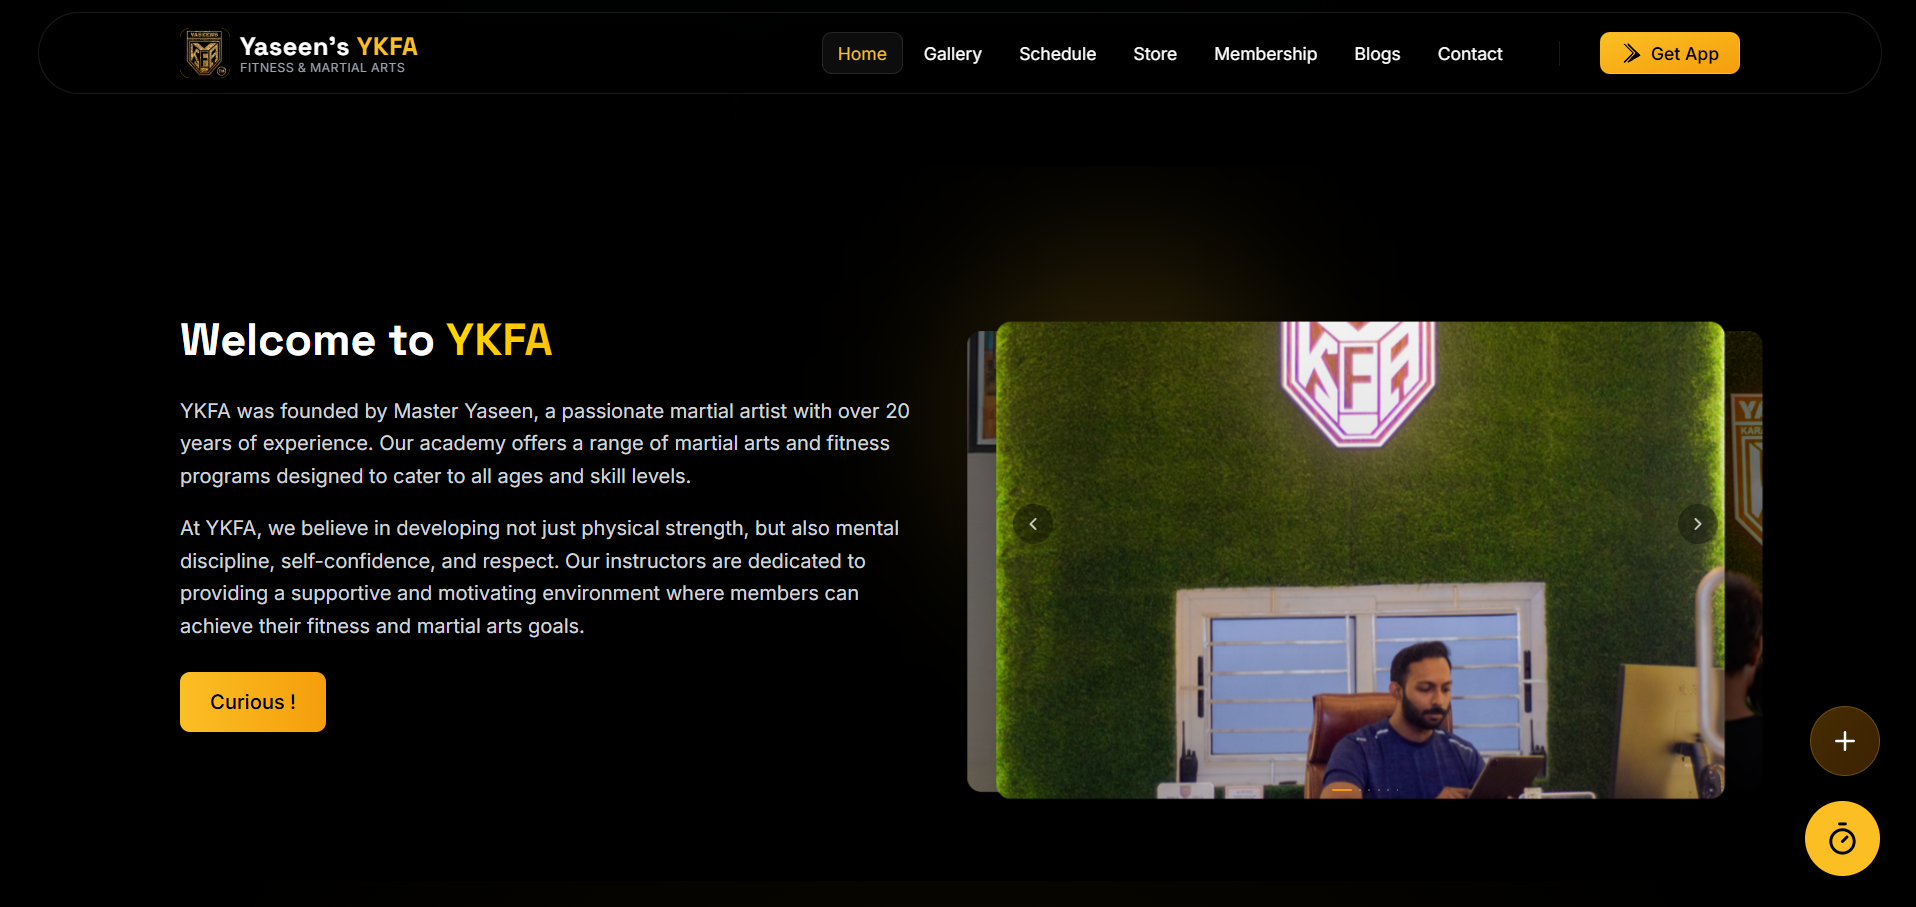 YASEENS
YKFA
Yaseen's YKFA
FITNESS & MARTIAL ARTS
Home
Gallery
Schedule
Store
Membership
Blogs
Contact
Get App
Welcome to YKFA
YKFA was founded by Master Yaseen, a passionate martial artist with over 20
years of experience. Our academy offers a range of martial arts and fitness
programs designed to cater to all ages and skill levels.
At YKFA, we believe in developing not just physical strength, but also mental
discipline, self-confidence, and respect. Our instructors are dedicated to
providing a supportive and motivating environment where members can
achieve their fitness and martial arts goals.
Curious !
KFA
YA
KAR